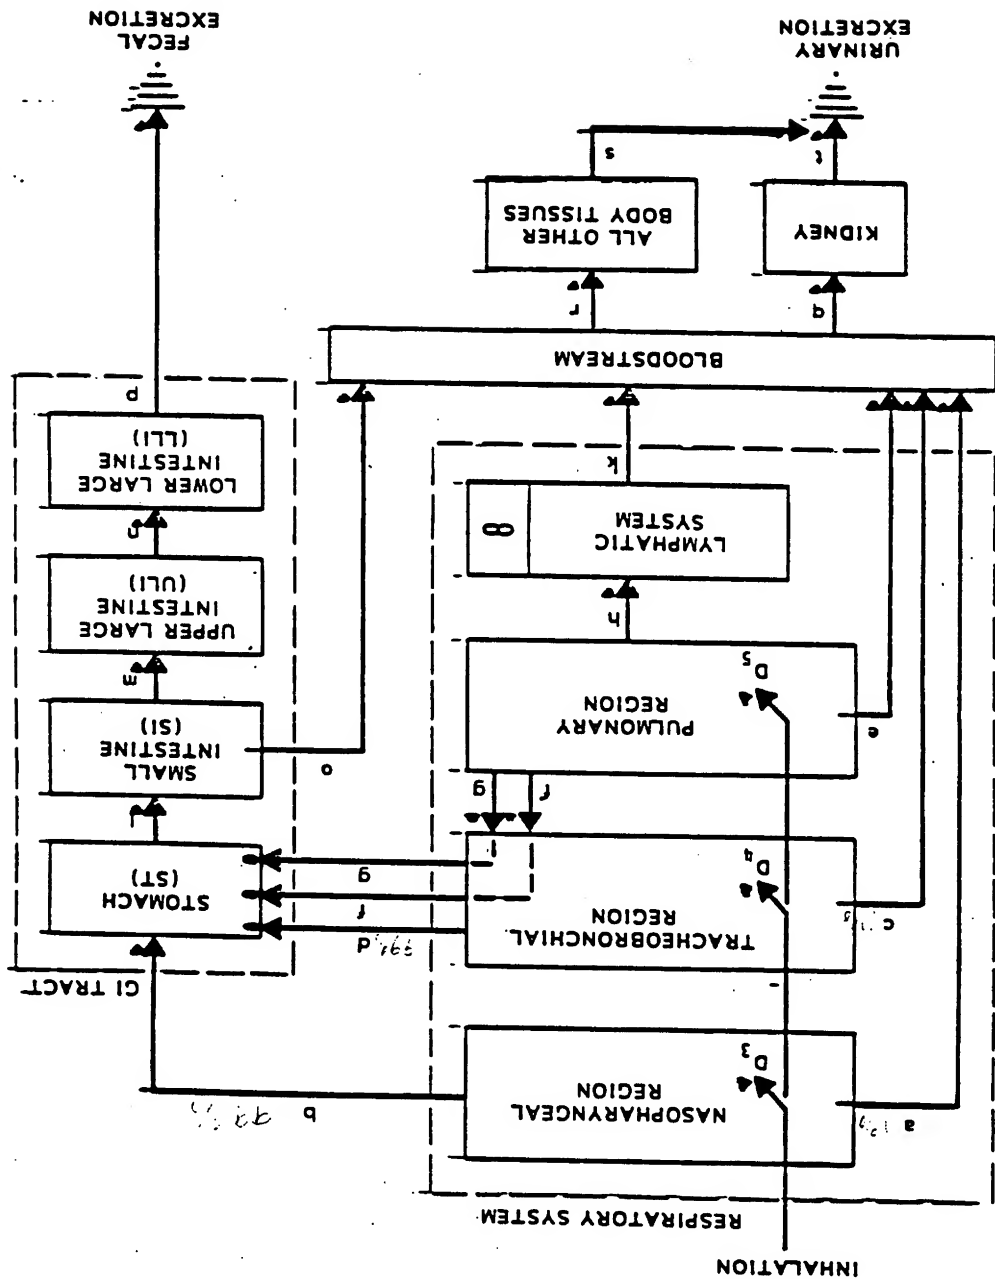 INHALATION
RESPIRATORY SYSTEM
a
D3
NASOPHARYNGEAL
REGION
b
99%
GI TRACT
c
D4
TRACHEOBRONCHIAL
REGION
d
f
g
STOMACH
(ST)
f
g
l
e
D5
PULMONARY
REGION
o
SMALL
INTESTINE
(SI)
h
m
LYMPHATIC
SYSTEM
∞
UPPER LARGE
INTESTINE
(ULI)
k
n
LOWER LARGE
INTESTINE
(LLI)
p
BLOODSTREAM
q
r
KIDNEY
ALL OTHER
BODY TISSUES
t
s
URINARY
EXCRETION
FECAL
EXCRETION